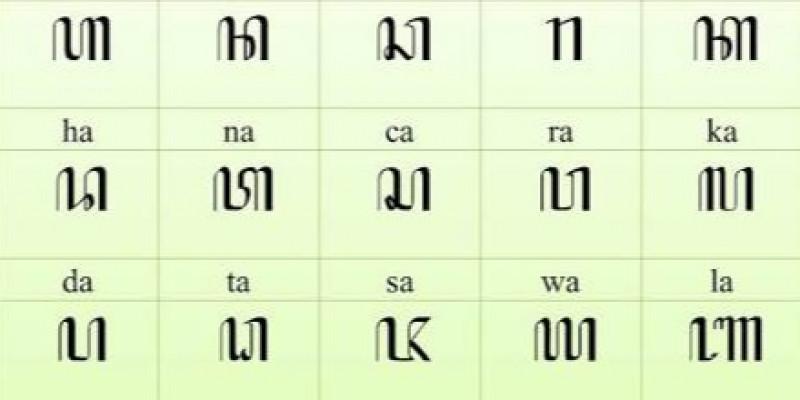 ꦲ ꦤ ꦕ ꦫ ꦏ
ha na ca ra ka
ꦢ ꦠ ꦱ ꦮ ꦭ
da ta sa wa la
ꦥ ꦝ ꦗ ꦪ ꦚ